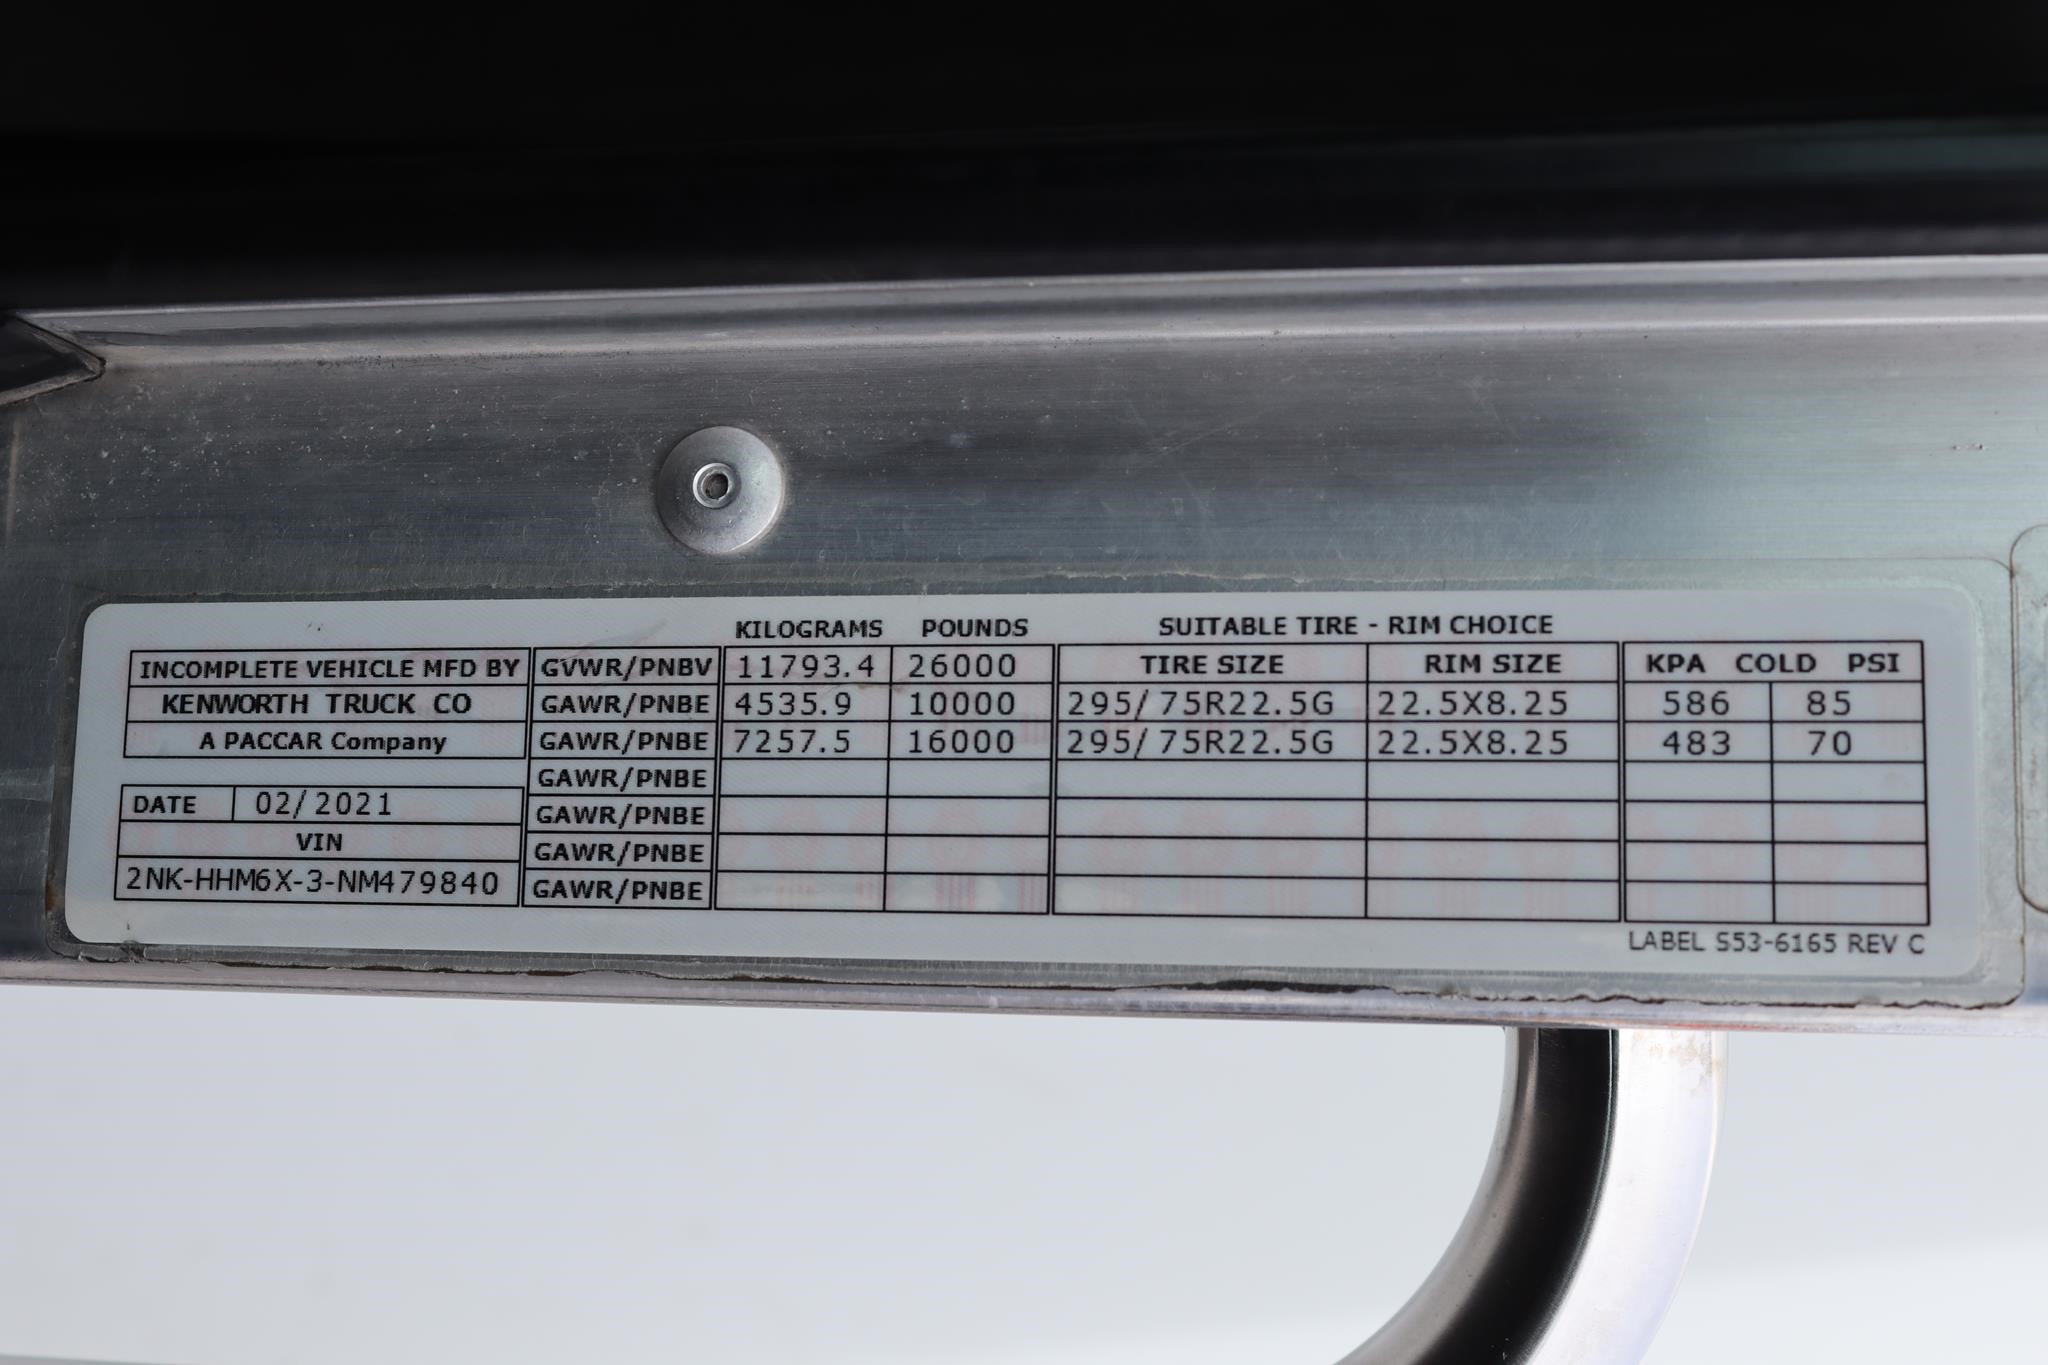 KILOGRAMS POUNDS SUITABLE TIRE - RIM CHOICE
INCOMPLETE VEHICLE MFD BY GVWR/PNBV 11793.4 26000 TIRE SIZE RIM SIZE KPA COLD PSI
KENWORTH TRUCK CO GAWR/PNBE 4535.9 10000 295/75R22.5G 22.5X8.25 586 85
A PACCAR Company GAWR/PNBE 7257.5 16000 295/75R22.5G 22.5X8.25 483 70
GAWR/PNBE
DATE 02/2021 GAWR/PNBE
VIN GAWR/PNBE
2NK-HHM6X-3-NM479840 GAWR/PNBE
LABEL S53-6165 REV C